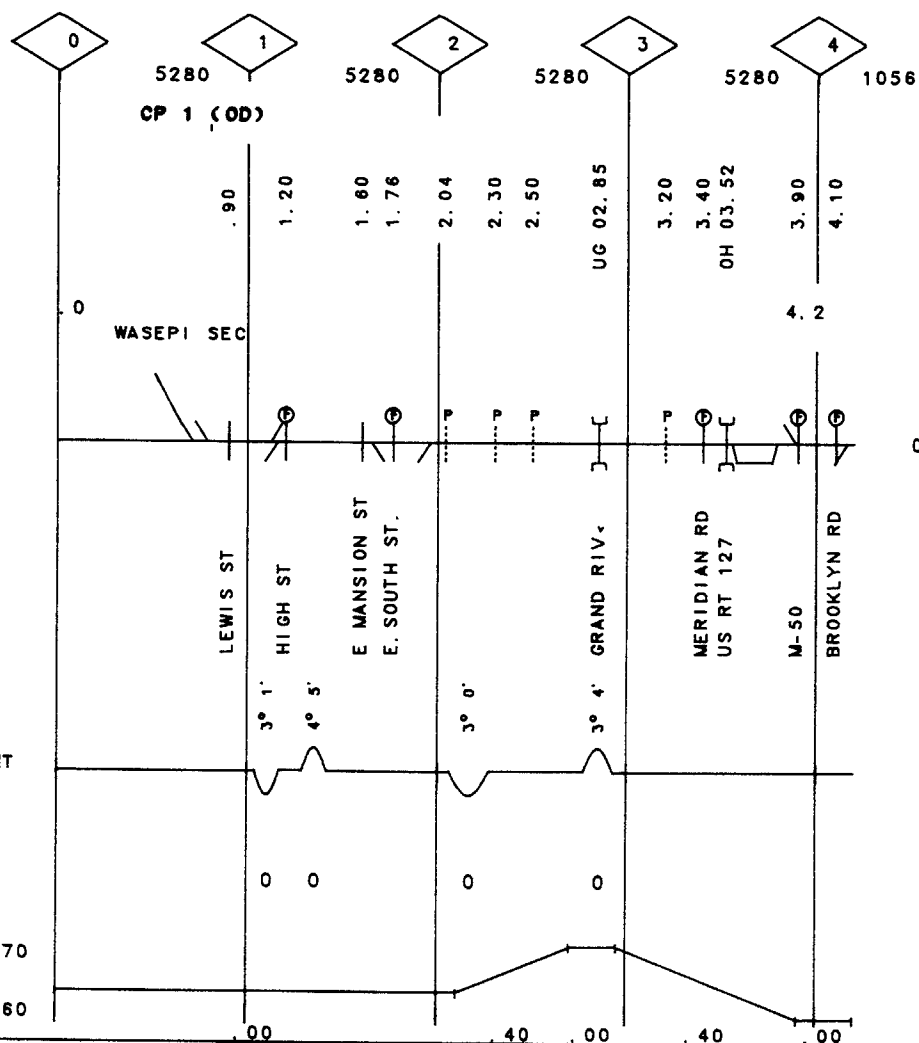 0 1 2 3 4
5280 5280 5280 5280 1056
CP 1 (OD)
.90
1.20
1.60
1.76
2.04
2.30
2.50
UG 02.85
3.20
3.40
OH 03.52
3.90
4.10
.0
4.2
WASEPI SEC
F F P P P P F F F
LEWIS ST
HIGH ST
E MANSION ST
E. SOUTH ST.
GRAND RIV<
MERIDIAN RD
US RT 127
M-50
BROOKLYN RD
3° 1'
4° 5'
3° 0'
3° 4'
T
0 0 0 0
70
60
.00 .40 .00 .40 .00